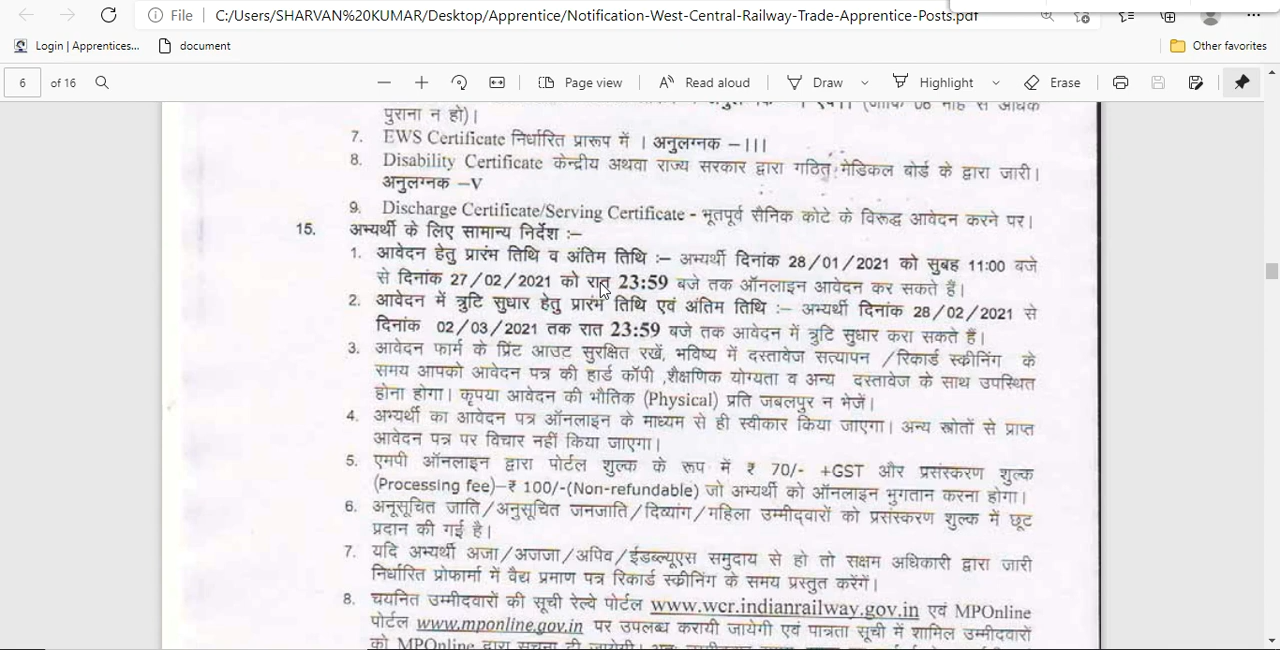 File C:/Users/SHARVAN%20KUMAR/Desktop/Apprentice/Notification-West-Central-Railway-Trade-Apprentice-Posts.pdf
Login | Apprentices... document Other favorites
6 of 16 Page view Read aloud Draw Highlight Erase
पुराना न हो)।
7. EWS Certificate निर्धारित प्रारूप में । अनुलग्नक –III
8. Disability Certificate केन्द्रीय अथवा राज्य सरकार द्वारा गठित मेडिकल बोर्ड के द्वारा जारी।
अनुलग्नक –V
9. Discharge Certificate/Serving Certificate - भूतपूर्व सैनिक कोटे के विरूद्ध आवेदन करने पर।
15. अभ्यर्थी के लिए सामान्य निर्देश :–
1. आवेदन हेतु प्रारंभ तिथि व अंतिम तिथि :– अभ्यर्थी दिनांक 28/01/2021 को सुबह 11:00 बजे
से दिनांक 27/02/2021 को रात 23:59 बजे तक ऑनलाइन आवेदन कर सकते हैं।
2. आवेदन में त्रुटि सुधार हेतु प्रारंभ तिथि एवं अंतिम तिथि :– अभ्यर्थी दिनांक 28/02/2021 से
दिनांक 02/03/2021 तक रात 23:59 बजे तक आवेदन में त्रुटि सुधार करा सकते हैं।
3. आवेदन फार्म के प्रिंट आउट सुरक्षित रखें, भविष्य में दस्तावेज सत्यापन /रिकार्ड स्क्रीनिंग के
समय आपको आवेदन पत्र की हार्ड कॉपी ,शैक्षणिक योग्यता व अन्य दस्तावेज के साथ उपस्थित
होना होगा। कृपया आवेदन की भौतिक (Physical) प्रति जबलपुर न भेजें।
4. अभ्यर्थी का आवेदन पत्र ऑनलाइन के माध्यम से ही स्वीकार किया जाएगा। अन्य स्त्रोतों से प्राप्त
आवेदन पत्र पर विचार नहीं किया जाएगा।
5. एमपी ऑनलाइन द्वारा पोर्टल शुल्क के रूप में ₹ 70/- +GST और प्रसंस्करण शुल्क
(Processing fee)–₹ 100/-(Non-refundable) जो अभ्यर्थी को ऑनलाइन भुगतान करना होगा।
6. अनूसूचित जाति/अनुसूचित जनजाति/दिव्यांग/महिला उम्मीद्‌वारों को प्रसंस्करण शुल्क में छूट
प्रदान की गई है।
7. यदि अभ्यर्थी अजा/अजजा/अपिव/ईडब्ल्यूएस समुदाय से हो तो सक्षम अधिकारी द्वारा जारी
निर्धारित प्रोफार्मा में वैद्य प्रमाण पत्र रिकार्ड स्क्रीनिंग के समय प्रस्तुत करेंगें।
8. चयनित उम्मीदवारों की सूची रेल्वे पोर्टल www.wcr.indianrailway.gov.in एवं MPOnline
पोर्टल www.mponline.gov.in पर उपलब्ध करायी जायेगी एवं पात्रता सूची में शामिल उम्मीदवारों
को MPOnline द्वारा सूचना दी जायेगी।